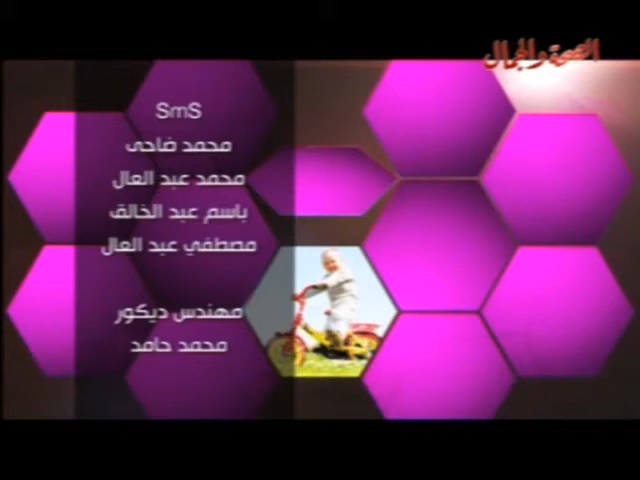 الصحة والجمال
SmS
محمد ضاحى
محمد عبد العال
باسم عبد الخالق
مصطفي عبد العال
مهندس ديكور
محمد حامد